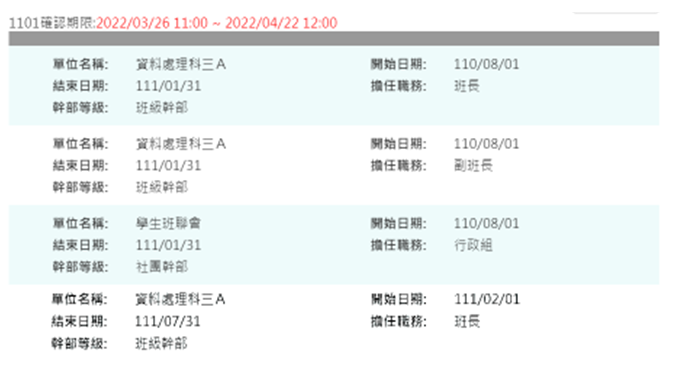 1101確認期限:2022/03/26 11:00 ~ 2022/04/22 12:00
單位名稱: 資料處理科三A 開始日期: 110/08/01
結束日期: 111/01/31 擔任職務: 班長
幹部等級: 班級幹部
單位名稱: 資料處理科三A 開始日期: 110/08/01
結束日期: 111/01/31 擔任職務: 副班長
幹部等級: 班級幹部
單位名稱: 學生班聯會 開始日期: 110/08/01
結束日期: 111/01/31 擔任職務: 行政組
幹部等級: 社團幹部
單位名稱: 資料處理科三A 開始日期: 111/02/01
結束日期: 111/07/31 擔任職務: 班長
幹部等級: 班級幹部